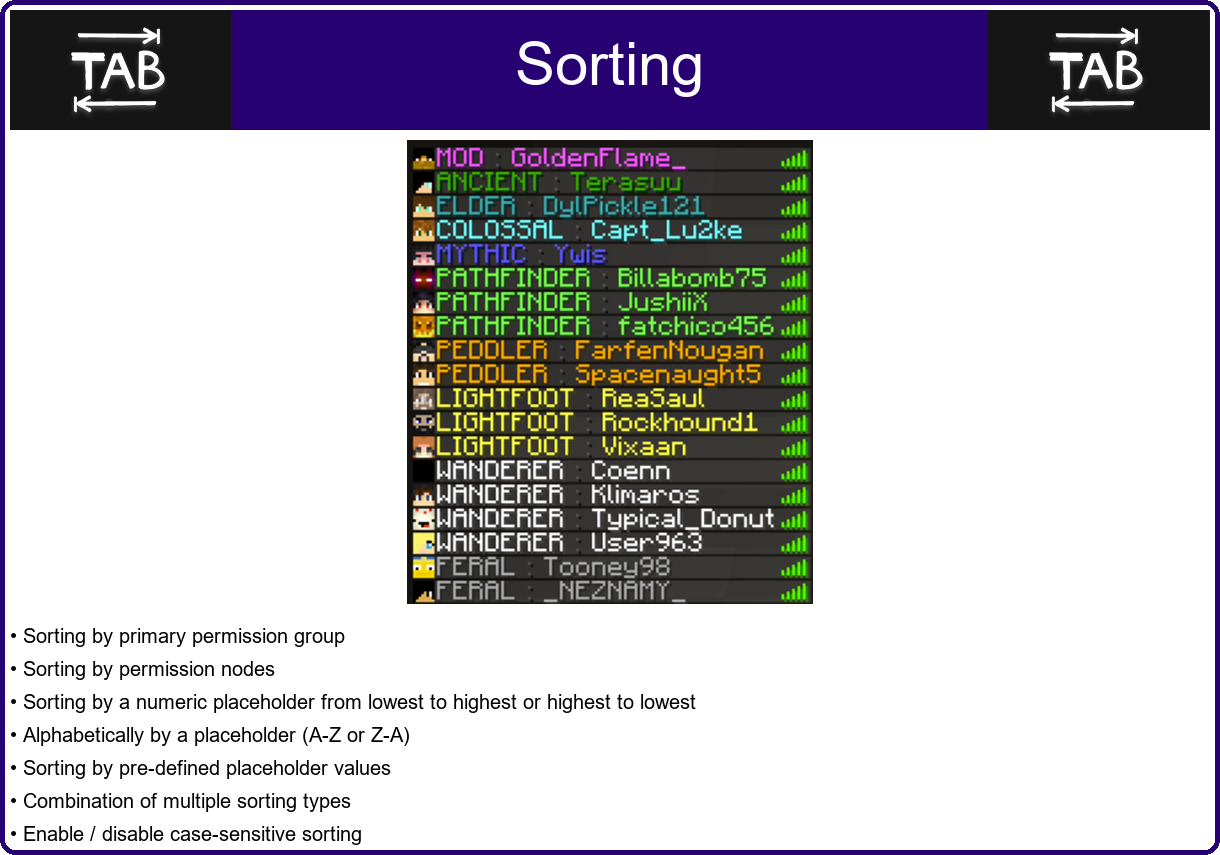 TAB
Sorting
TAB
MOD : GoldenFlame_
ANCIENT : Terasuu
ELDER : DylPickle121
COLOSSAL : Capt_Lu2ke
MYTHIC : Ywis
PATHFINDER : Billabomb75
PATHFINDER : JushiiX
PATHFINDER : fatchico456
PEDDLER : FarfenNougan
PEDDLER : Spacenaught5
LIGHTFOOT : ReaSaul
LIGHTFOOT : Rockhound1
LIGHTFOOT : Vixaan
WANDERER : Coenn
WANDERER : Klimaros
WANDERER : Typical_Donut
WANDERER : User963
FERAL : Tooney98
FERAL : _NEZNAMY_
• Sorting by primary permission group
• Sorting by permission nodes
• Sorting by a numeric placeholder from lowest to highest or highest to lowest
• Alphabetically by a placeholder (A-Z or Z-A)
• Sorting by pre-defined placeholder values
• Combination of multiple sorting types
• Enable / disable case-sensitive sorting